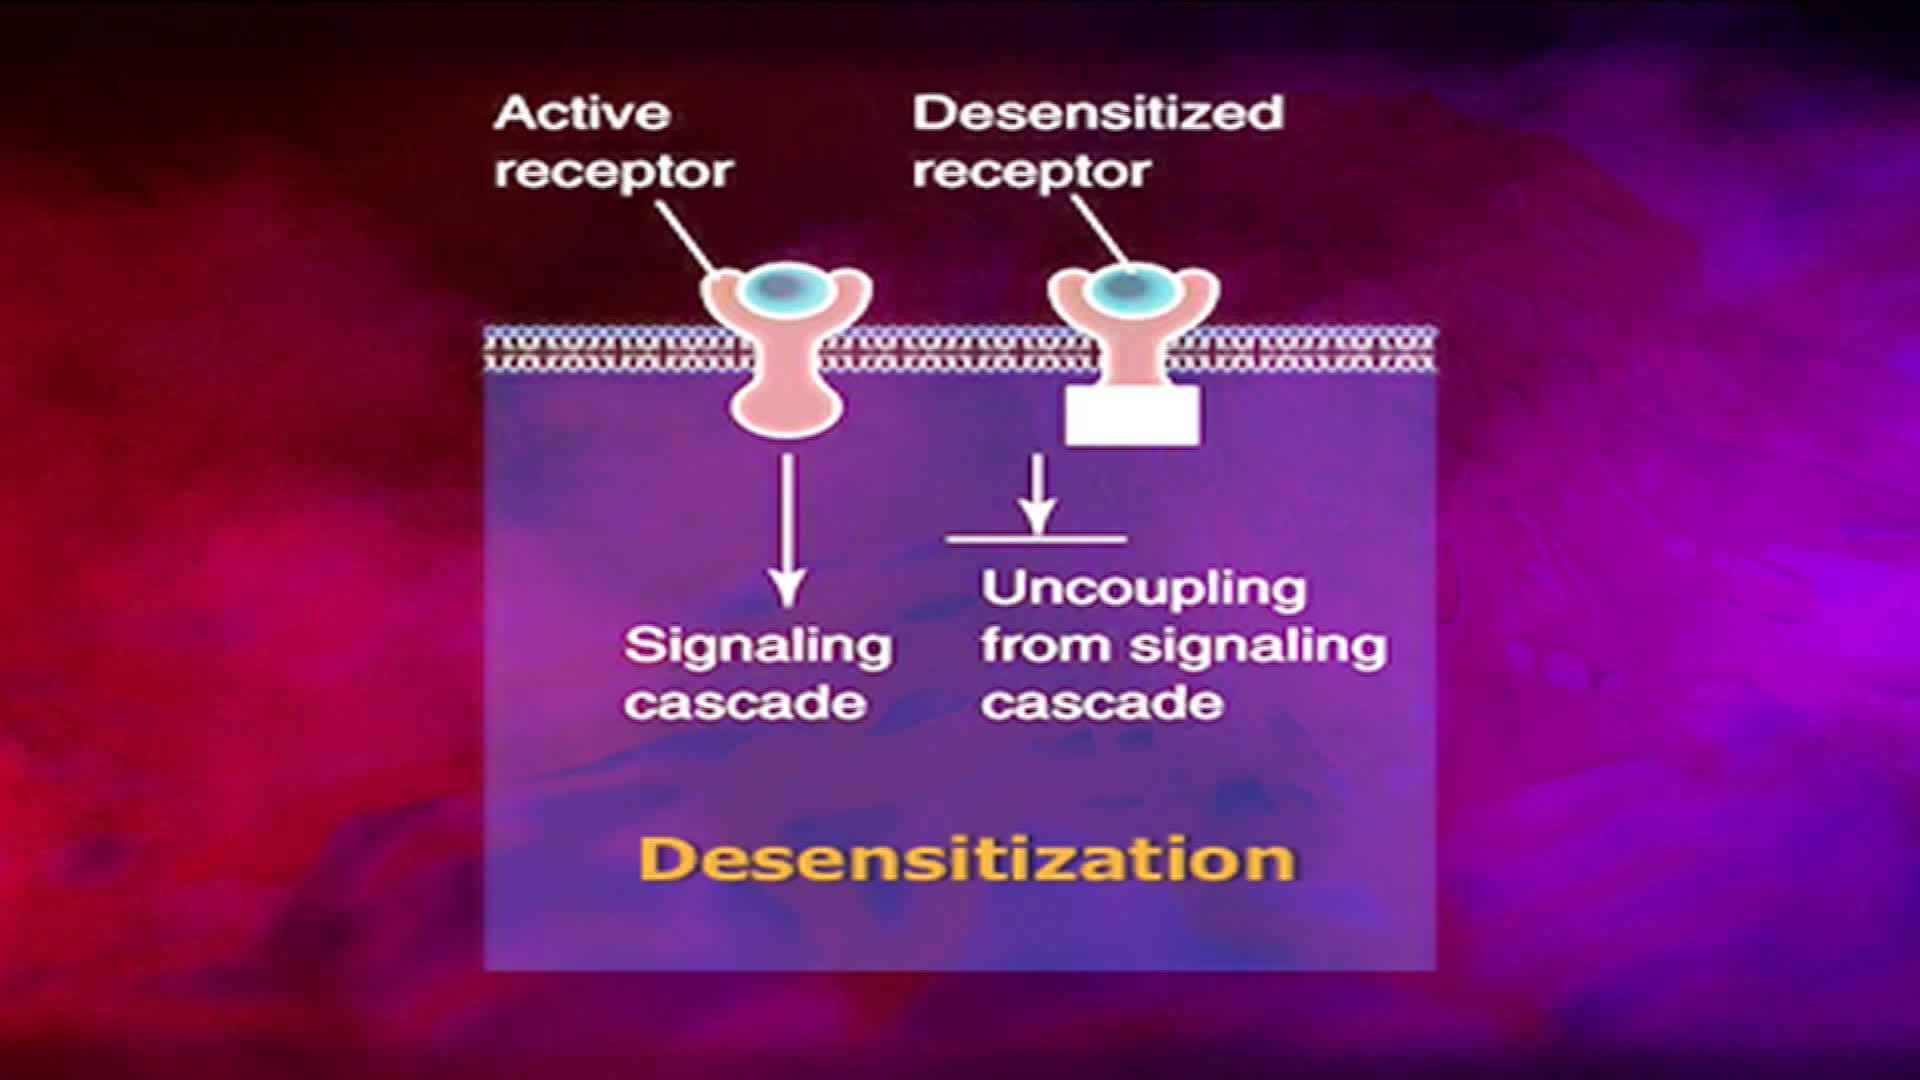 Active
receptor
Desensitized
receptor
Signaling
cascade
Uncoupling
from signaling
cascade
Desensitization